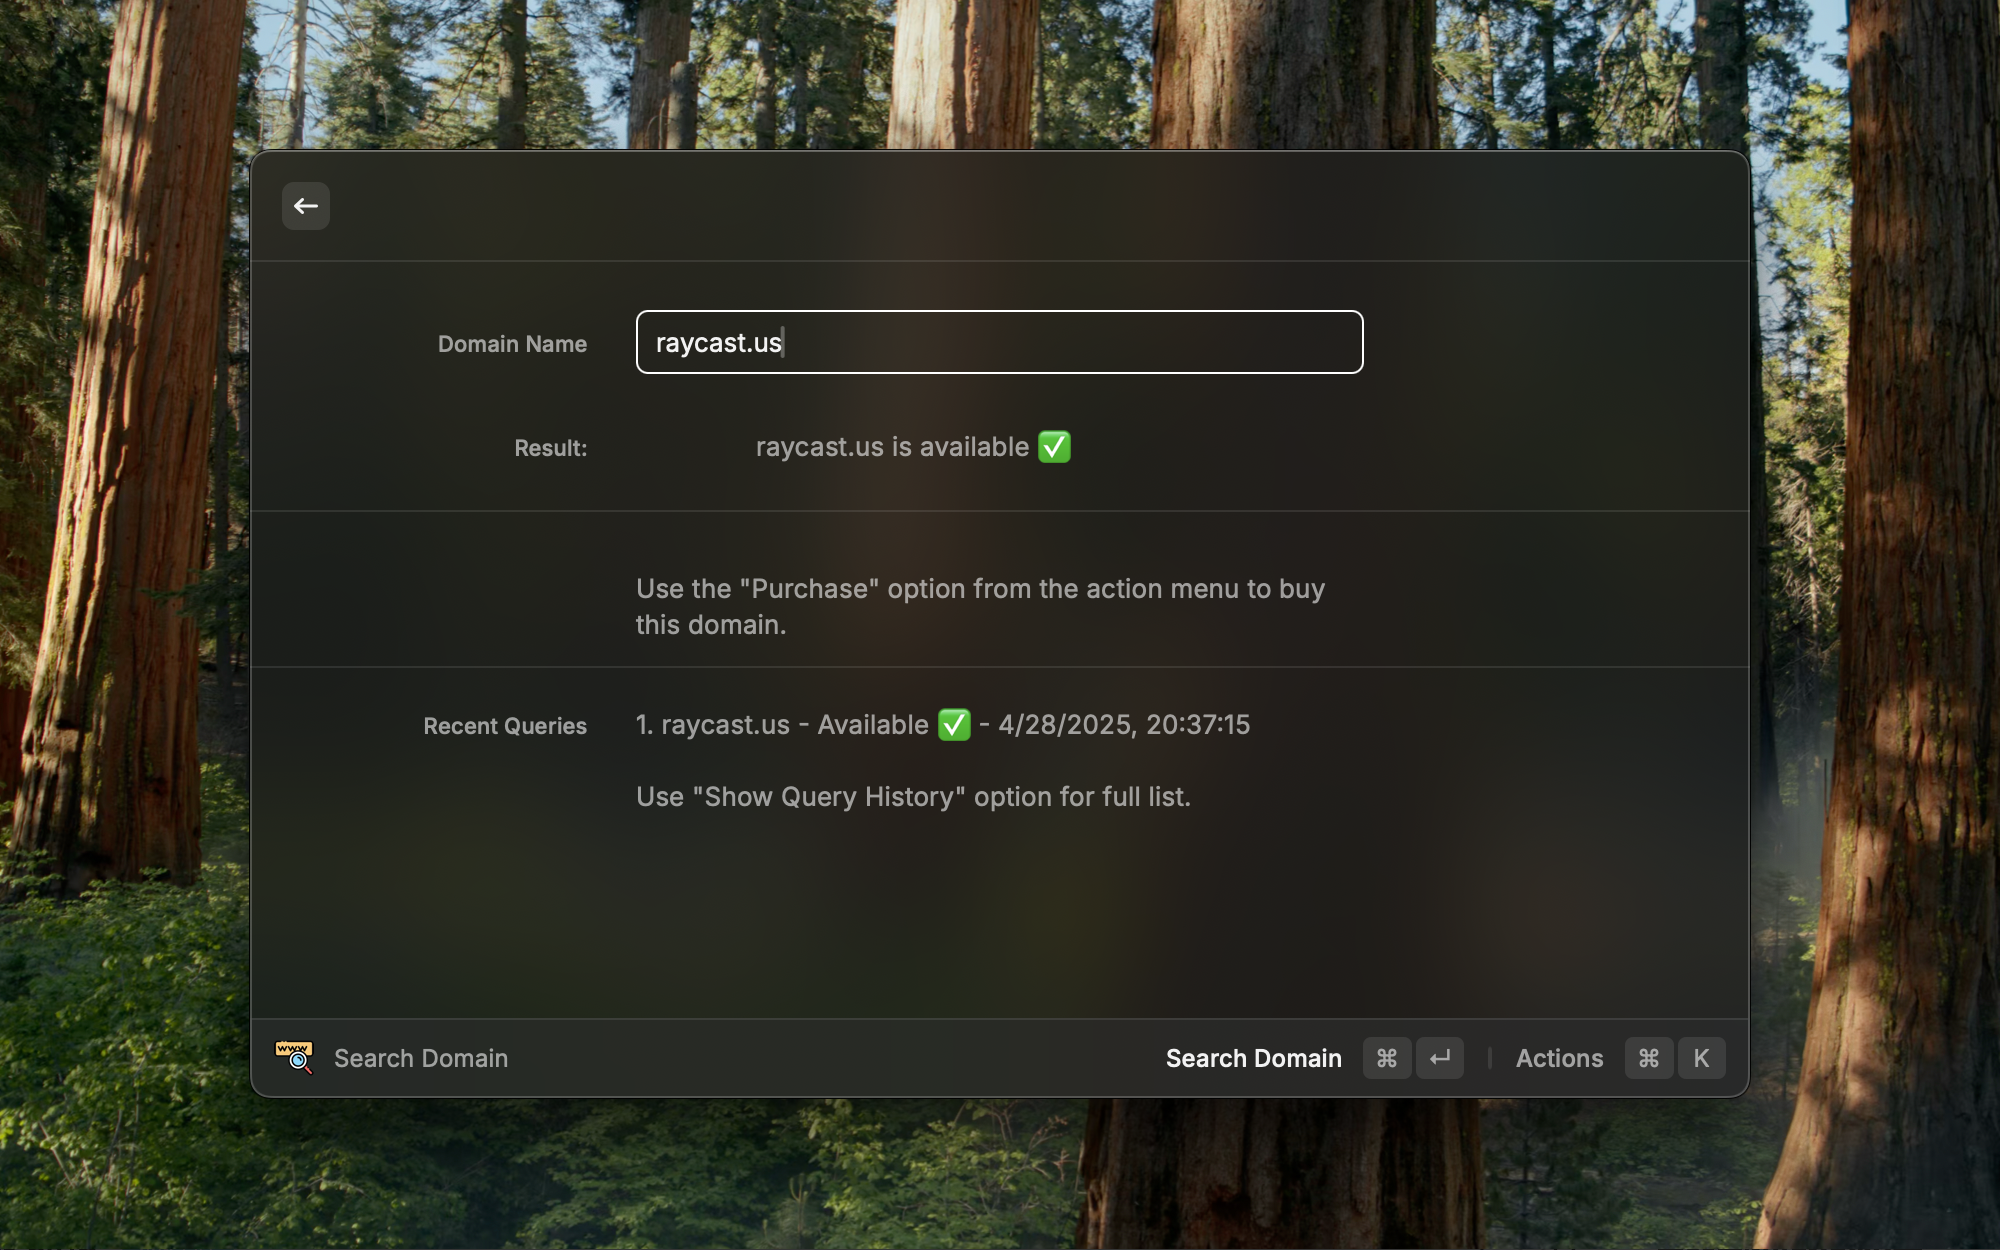 Domain Name
raycast.us
Result:
raycast.us is available ✅
Use the "Purchase" option from the action menu to buy
this domain.
Recent Queries
1. raycast.us - Available ✅ - 4/28/2025, 20:37:15
Use "Show Query History" option for full list.
www
Search Domain
Search Domain ⌘ ↵ | Actions ⌘ K